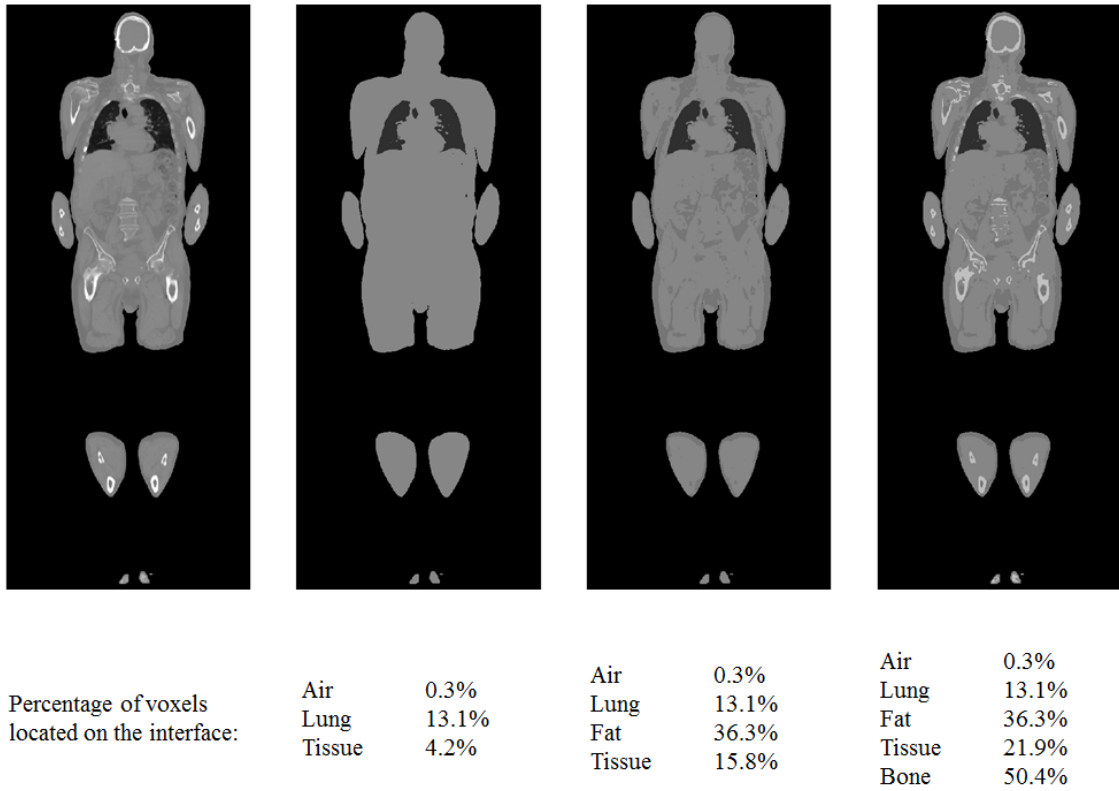 Percentage of voxels
located on the interface:
Air 0.3%
Lung 13.1%
Tissue 4.2%
Air 0.3%
Lung 13.1%
Fat 36.3%
Tissue 15.8%
Air 0.3%
Lung 13.1%
Fat 36.3%
Tissue 21.9%
Bone 50.4%